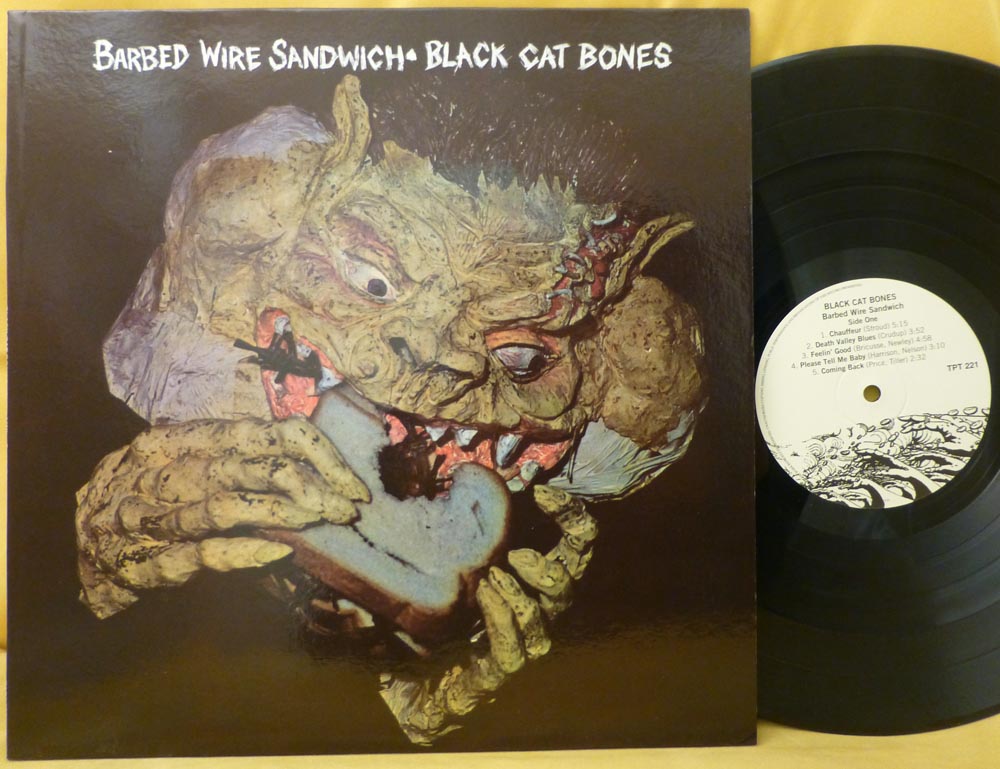 BARBED WIRE SANDWICH • BLACK CAT BONES
BLACK CAT BONES
Barbed Wire Sandwich
Side One
1. Chauffeur (Stroud) 5:15
2. Death Valley Blues (Crudup) 3:52
3. Feelin' Good (Bricusse, Newley) 4:58
4. Please Tell Me Baby (Harrison, Nelson) 3:10
5. Coming Back (Price, Tiller) 2:32
TPT 221